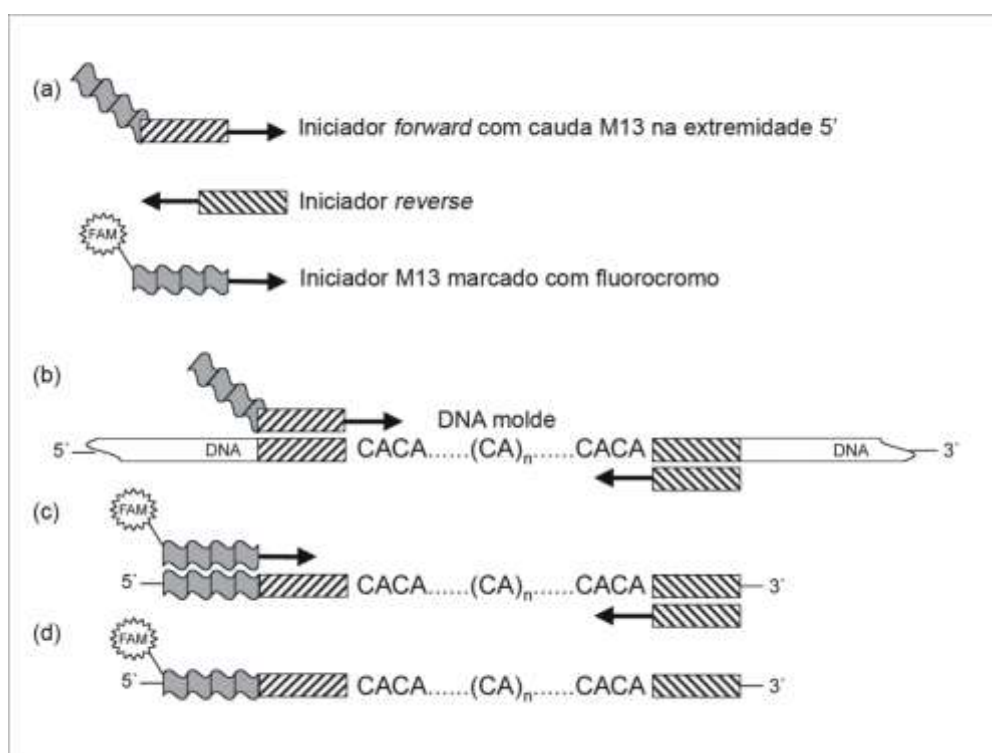 (a)
Iniciador forward com cauda M13 na extremidade 5'
Iniciador reverse
FAM
Iniciador M13 marcado com fluorocromo
(b)
DNA molde
5' DNA CACA......(CA)n......CACA DNA 3'
(c)
FAM
5' CACA......(CA)n......CACA 3'
(d)
FAM
5' CACA......(CA)n......CACA 3'